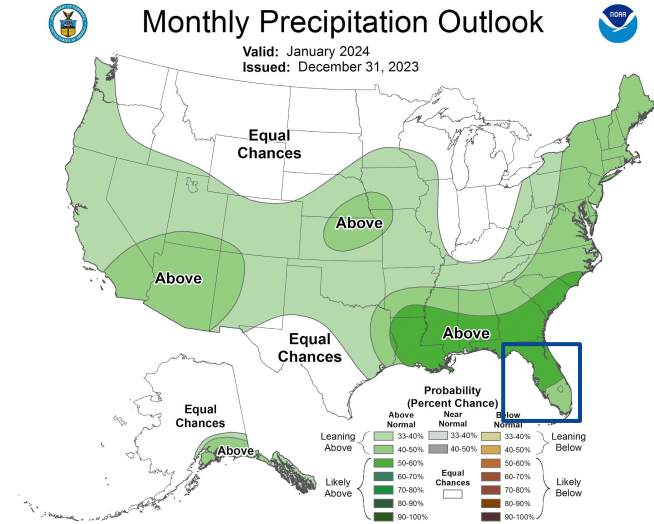 Monthly Precipitation Outlook
NOAA
Valid: January 2024
Issued: December 31, 2023
Equal
Chances
Above
Above
Above
Equal
Chances
Equal
Chances
Above
Probability
(Percent Chance)
Above
Normal
Near
Normal
Below
Normal
Leaning
Above
33-40%
40-50%
33-40%
40-50%
33-40%
40-50%
Leaning
Below
Likely
Above
50-60%
60-70%
70-80%
80-90%
90-100%
Equal
Chances
50-60%
60-70%
70-80%
80-90%
90-100%
Likely
Below